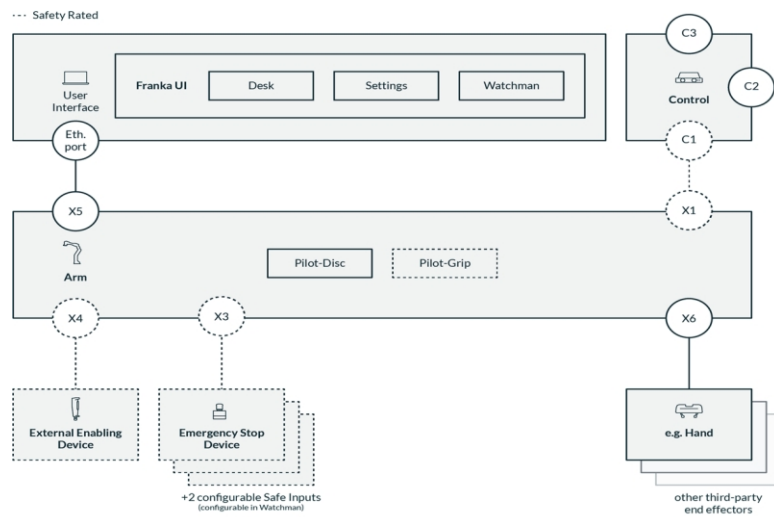 Safety Rated
C3
User
Interface
Franka UI
Desk
Settings
Watchman
Control
C2
Eth.
port
C1
X5
X1
Arm
Pilot-Disc
Pilot-Grip
X4
X3
X6
External Enabling
Device
Emergency Stop
Device
e.g. Hand
+2 configurable Safe Inputs
(configurable in Watchman)
other third-party
end effectors